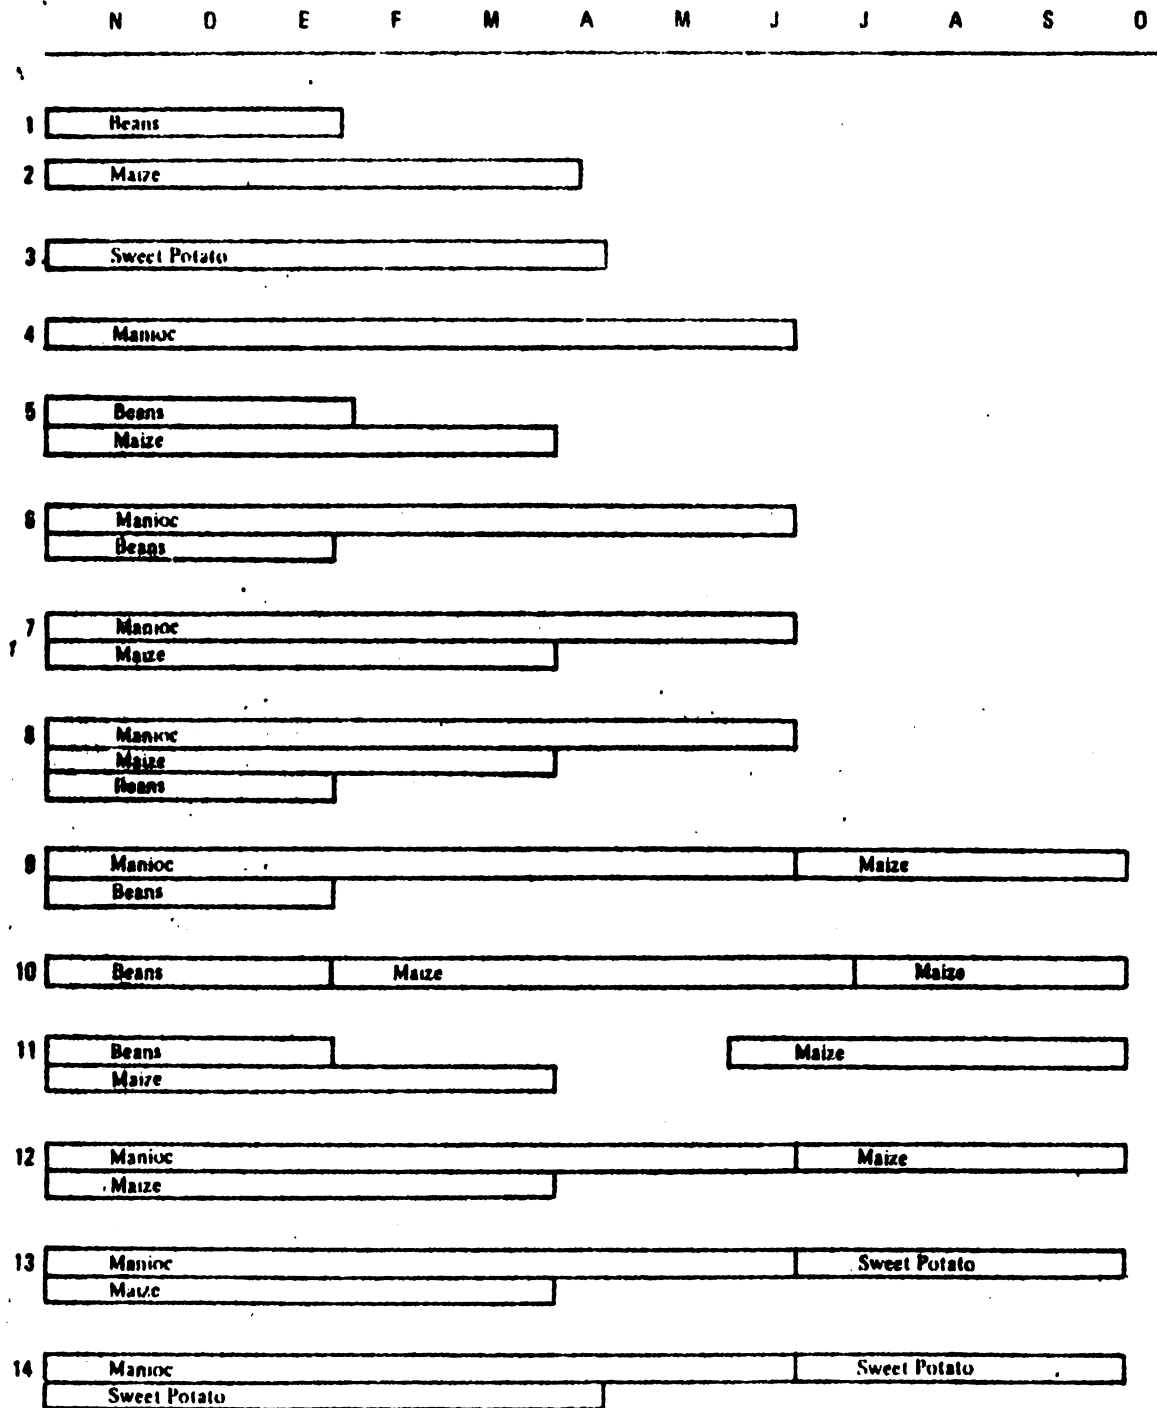 N D E F M A M J J A S O
1 Beans
2 Maize
3 Sweet Potato
4 Manioc
5 Beans
Maize
6 Manioc
Beans
7 Manioc
Maize
8 Manioc
Maize
Beans
9 Manioc Maize
Beans
10 Beans Maize Maize
11 Beans Maize
Maize
12 Manioc Maize
Maize
13 Manioc Sweet Potato
Maize
14 Manioc Sweet Potato
Sweet Potato